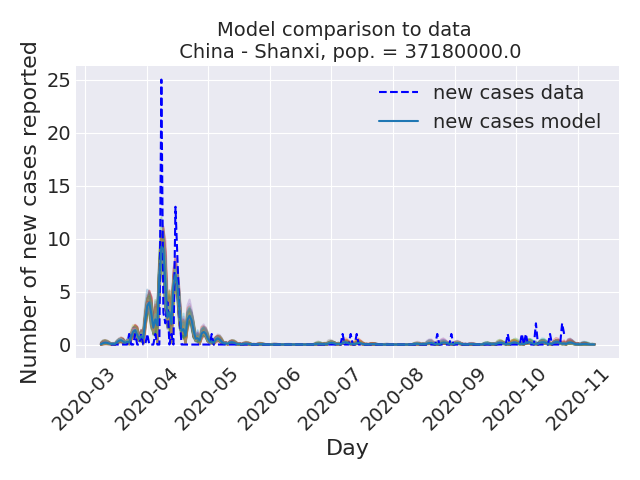 Model comparison to data
China - Shanxi, pop. = 37180000.0
Number of new cases reported
25
20
15
10
5
0
new cases data
new cases model
2020-03
2020-04
2020-05
2020-06
2020-07
2020-08
2020-09
2020-10
2020-11
Day